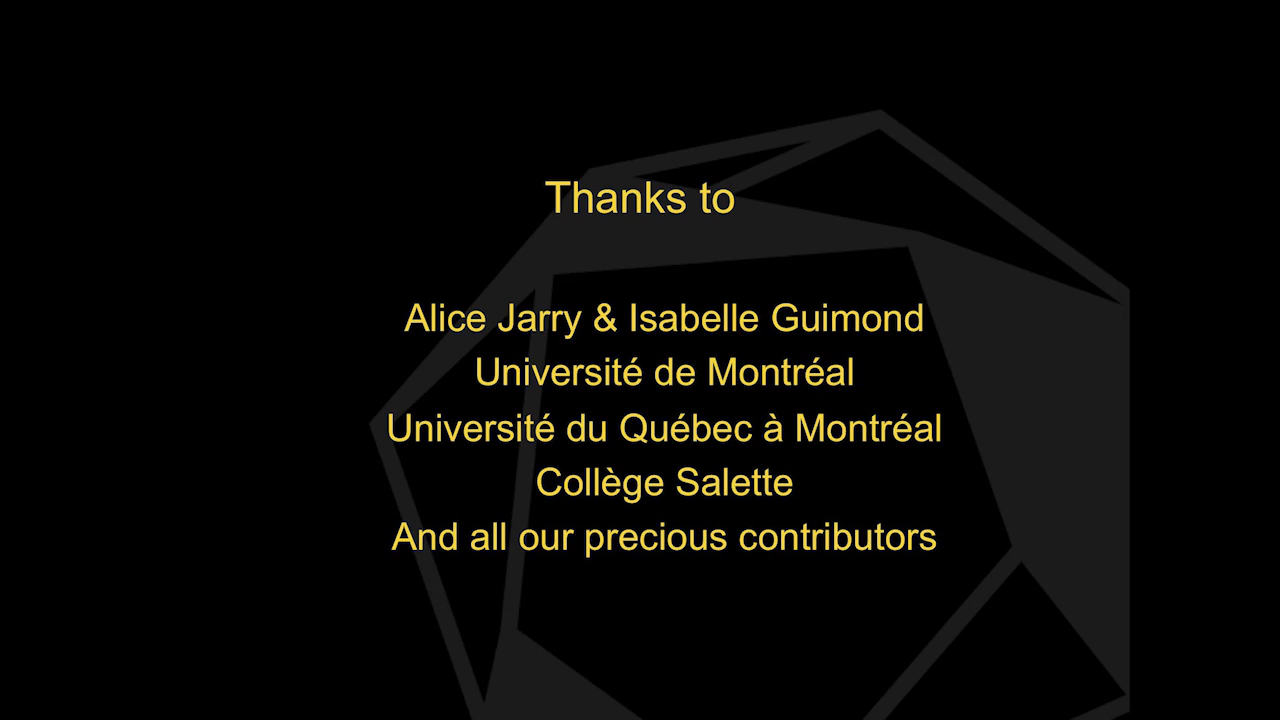 Thanks to
Alice Jarry & Isabelle Guimond
Université de Montréal
Université du Québec à Montréal
Collège Salette
And all our precious contributors